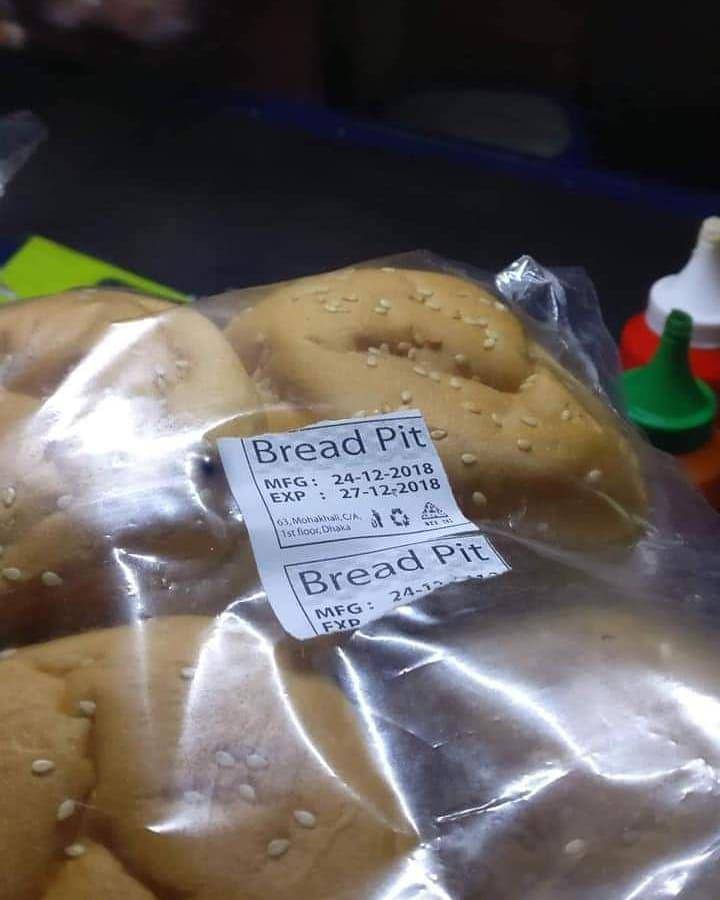 Bread Pit
MFG : 24-12-2018
EXP : 27-12-2018
63, Mohakhali, C/A,
1st floor, Dhaka
Bread Pit
MFG : 24-12
EXP